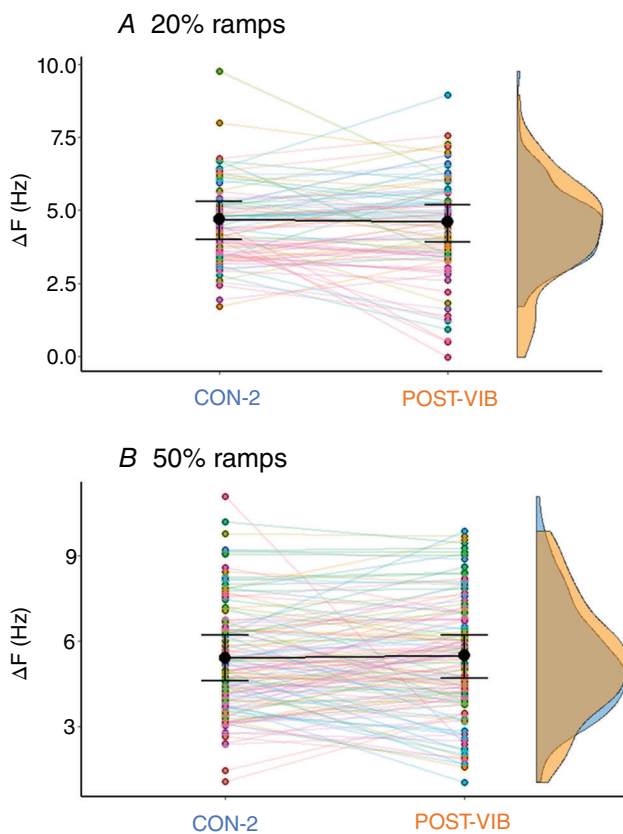 A 20% ramps
ΔF (Hz)
10.0
7.5
5.0
2.5
0.0
CON-2 POST-VIB
B 50% ramps
ΔF (Hz)
9
6
3
CON-2 POST-VIB